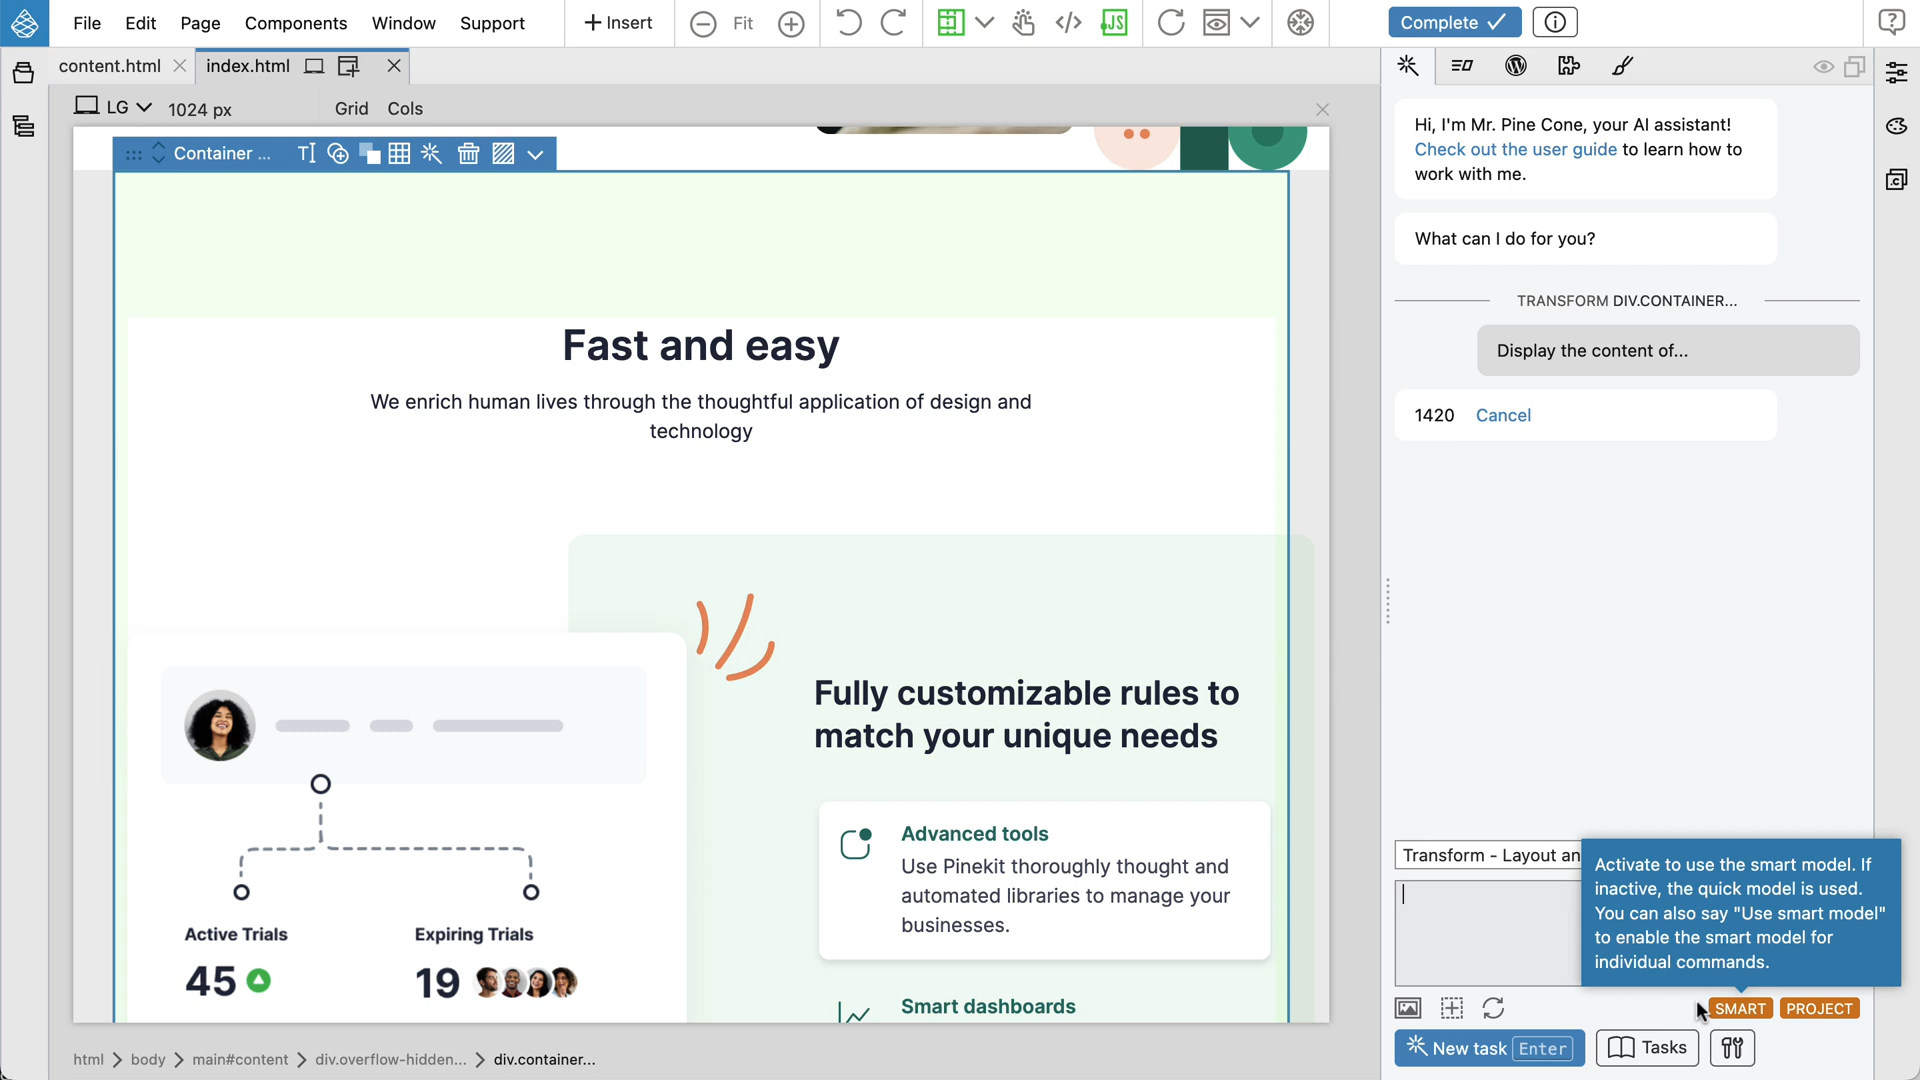 File Edit Page Components Window Support + Insert Fit JS Complete ✓
content.html index.html
LG 1024 px Grid Cols
Container ...
Fast and easy
We enrich human lives through the thoughtful application of design and
technology
Fully customizable rules to
match your unique needs
Advanced tools
Use Pinekit thoroughly thought and
automated libraries to manage your
businesses.
Smart dashboards
Active Trials
45
Expiring Trials
19
html > body > main#content > div.overflow-hidden... > div.container...
Hi, I'm Mr. Pine Cone, your AI assistant!
Check out the user guide to learn how to
work with me.
What can I do for you?
TRANSFORM DIV.CONTAINER...
Display the content of...
1420 Cancel
Transform - Layout an
Activate to use the smart model. If
inactive, the quick model is used.
You can also say "Use smart model"
to enable the smart model for
individual commands.
SMART PROJECT
New task Enter Tasks